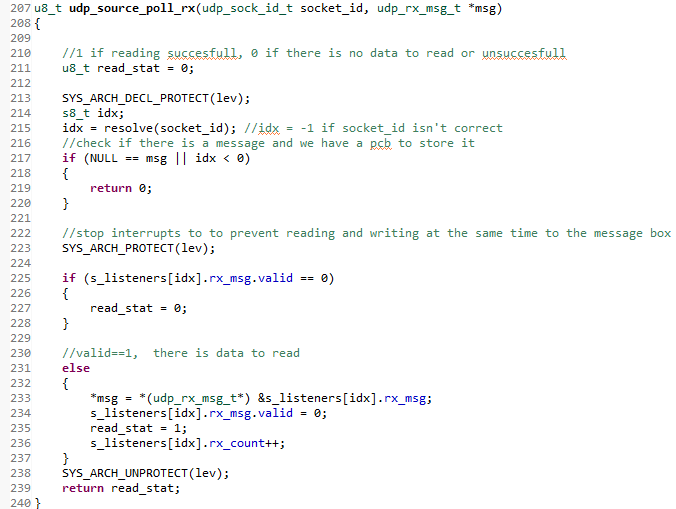 207 u8_t udp_source_poll_rx(udp_sock_id_t socket_id, udp_rx_msg_t *msg)
208 {
209
210     //1 if reading succesfull, 0 if there is no data to read or unsuccesfull
211     u8_t read_stat = 0;
212
213     SYS_ARCH_DECL_PROTECT(lev);
214     s8_t idx;
215     idx = resolve(socket_id); //idx = -1 if socket_id isn't correct
216     //check if there is a message and we have a pcb to store it
217     if (NULL == msg || idx < 0)
218     {
219         return 0;
220     }
221
222     //stop interrupts to to prevent reading and writing at the same time to the message box
223     SYS_ARCH_PROTECT(lev);
224
225     if (s_listeners[idx].rx_msg.valid == 0)
226     {
227         read_stat = 0;
228     }
229
230     //valid==1,  there is data to read
231     else
232     {
233         *msg = *(udp_rx_msg_t*) &s_listeners[idx].rx_msg;
234         s_listeners[idx].rx_msg.valid = 0;
235         read_stat = 1;
236         s_listeners[idx].rx_count++;
237     }
238     SYS_ARCH_UNPROTECT(lev);
239     return read_stat;
240 }